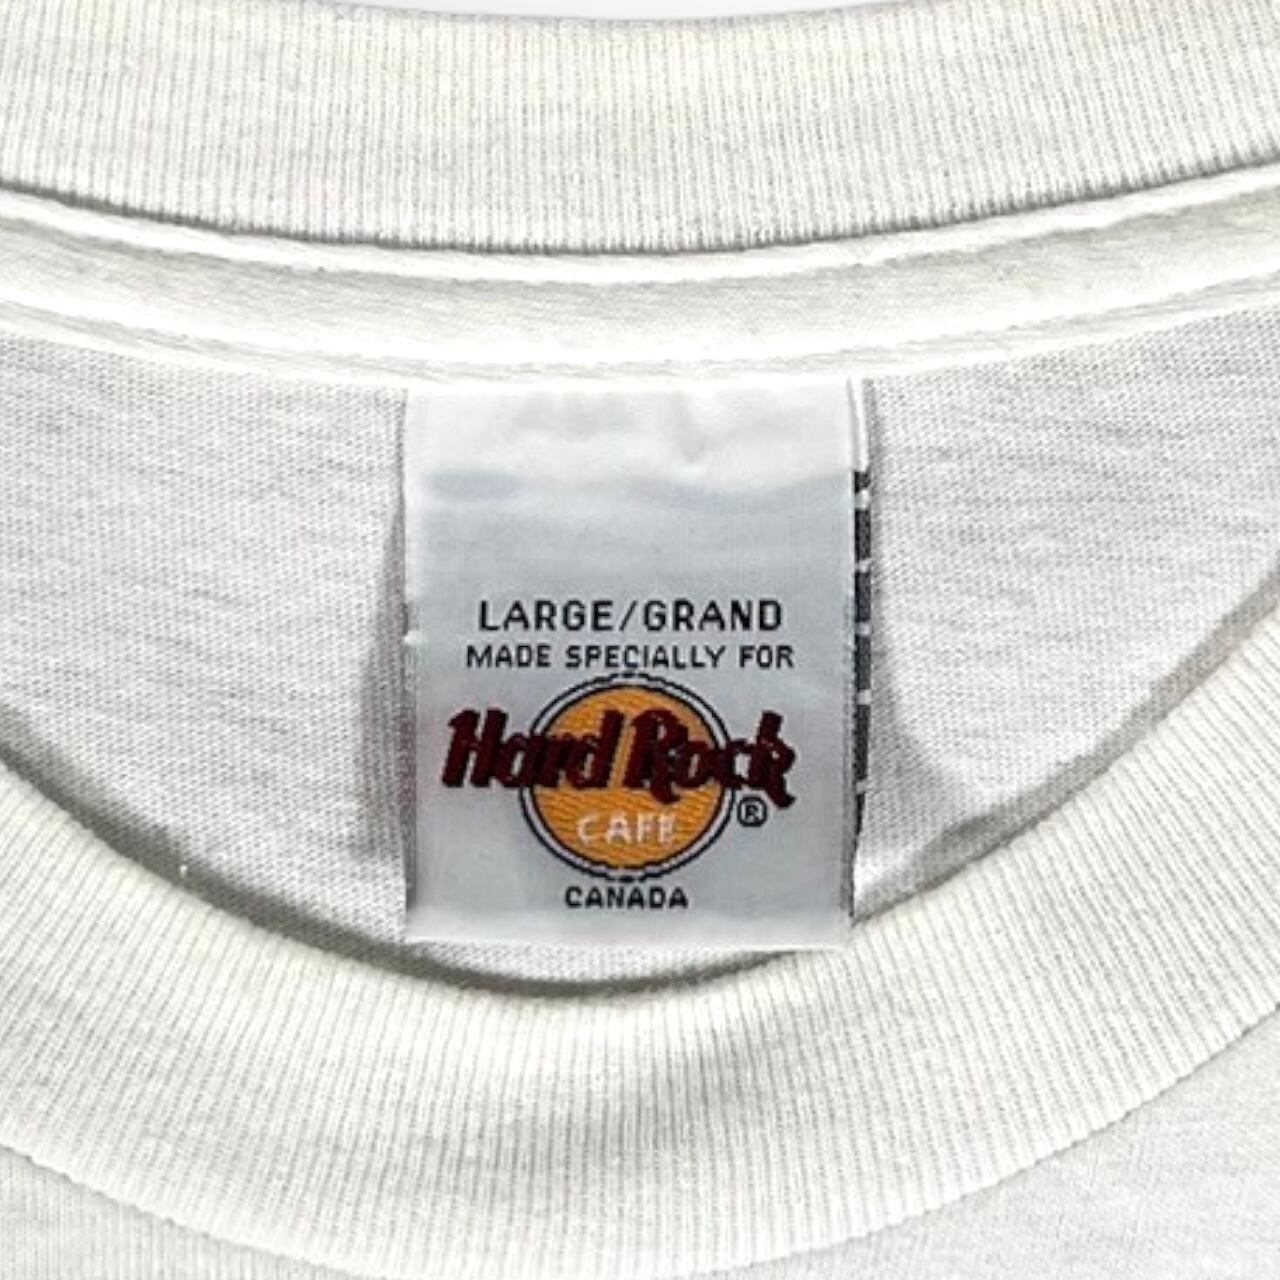 LARGE/GRAND
MADE SPECIALLY FOR
Hard Rock
CAFE
®
CANADA